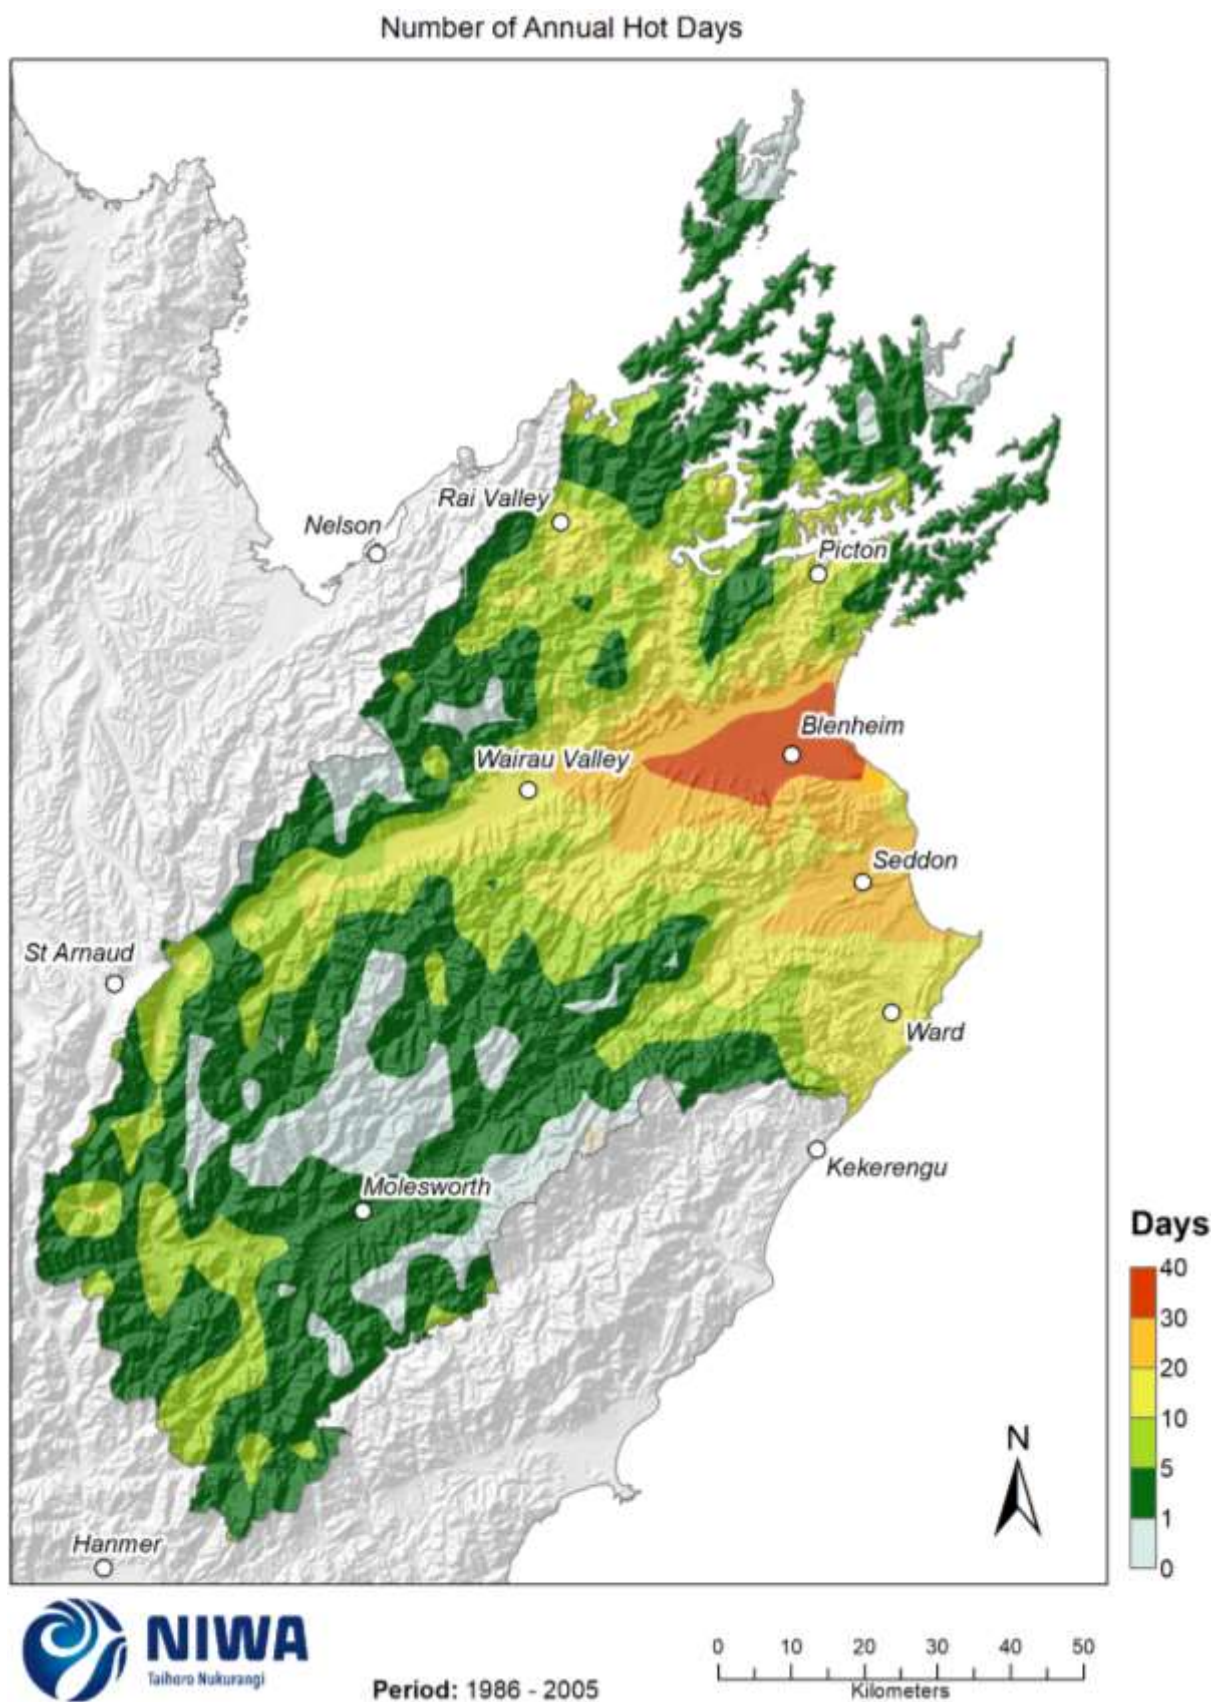 Number of Annual Hot Days
Rai Valley
Nelson
Picton
Blenheim
Wairau Valley
Seddon
St Arnaud
Ward
Kekerengu
Molesworth
Days
40
30
20
10
5
1
0
N
Hanmer
NIWA
Taihoro Nukurangi
Period: 1986 - 2005
0 10 20 30 40 50
Kilometers